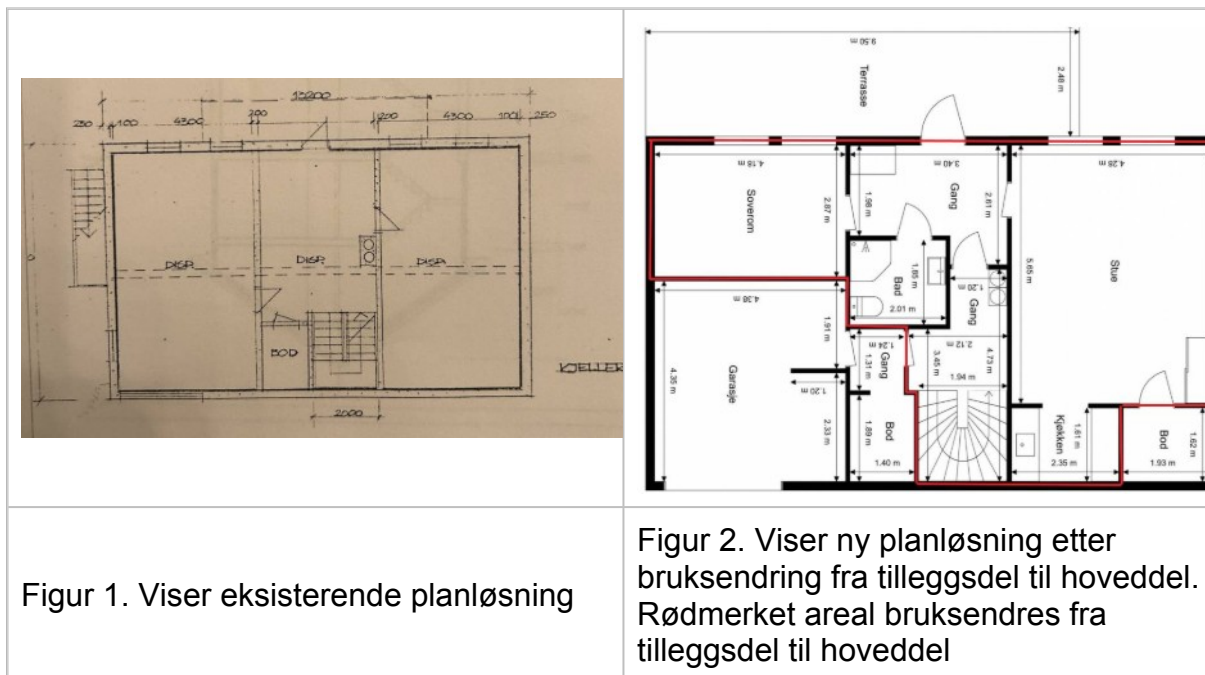 13200
250
100
4300
200
200
4300
100
250
DISP.
DISP.
DISP.
BOD
KJELLER
2000
9.50 m
2.48 m
Terrasse
4.16 m
3.40 m
4.28 m
Soverom
2.87 m
1.98 m
Gang
2.61 m
5.65 m
Stue
Bad
1.85 m
2.01 m
1.20 m
Gang
4.38 m
1.91 m
1.24 m
2.12 m
Gang
1.31 m
3.45 m
4.73 m
1.94 m
4.35 m
Garasje
1.20 m
2.33 m
1.89 m
Bod
1.40 m
Kjøkken
1.61 m
2.35 m
Bod
1.62 m
1.93 m
Figur 1. Viser eksisterende planløsning
Figur 2. Viser ny planløsning etter
bruksendring fra tilleggsdel til hoveddel.
Rødmerket areal bruksendres fra
tilleggsdel til hoveddel